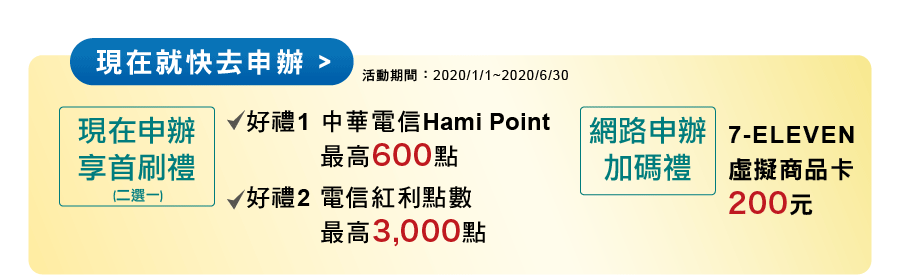 現在就快去申辦 >
活動期間：2020/1/1~2020/6/30
現在申辦
享首刷禮
(二選一)
✓好禮1 中華電信Hami Point
最高600點
✓好禮2 電信紅利點數
最高3,000點
網路申辦
加碼禮
7-ELEVEN
虛擬商品卡
200元